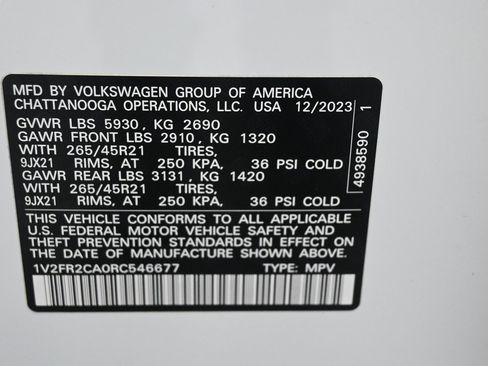 MFD BY VOLKSWAGEN GROUP OF AMERICA
CHATTANOOGA OPERATIONS, LLC. USA 12/2023
GVWR LBS 5930, KG 2690
GAWR FRONT LBS 2910, KG 1320
WITH 265/45R21 TIRES,
9JX21 RIMS, AT 250 KPA, 36 PSI COLD
GAWR REAR LBS 3131, KG 1420
WITH 265/45R21 TIRES,
9JX21 RIMS, AT 250 KPA, 36 PSI COLD
THIS VEHICLE CONFORMS TO ALL APPLICABLE
U.S. FEDERAL MOTOR VEHICLE SAFETY AND
THEFT PREVENTION STANDARDS IN EFFECT ON
THE DATE OF MANUFACTURE SHOWN ABOVE.
1V2FR2CA0RC546677 TYPE: MPV
4938590 1